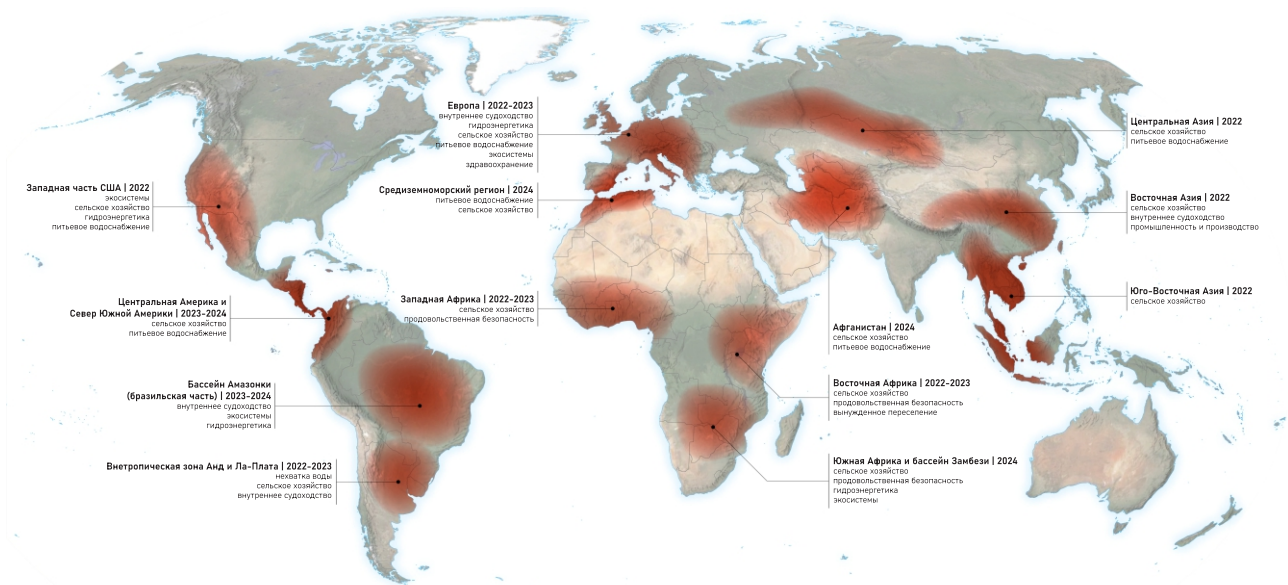 Европа | 2022-2023
внутреннее судоходство
гидроэнергетика
сельское хозяйство
питьевое водоснабжение
экосистемы
здравоохранение
Центральная Азия | 2022
сельское хозяйство
питьевое водоснабжение
Западная часть США | 2022
экосистемы
сельское хозяйство
гидроэнергетика
питьевое водоснабжение
Средиземноморский регион | 2024
питьевое водоснабжение
сельское хозяйство
Восточная Азия | 2022
сельское хозяйство
внутреннее судоходство
промышленность и производство
Центральная Америка и
Север Южной Америки | 2023-2024
сельское хозяйство
питьевое водоснабжение
Западная Африка | 2022-2023
сельское хозяйство
продовольственная безопасность
Юго-Восточная Азия | 2022
сельское хозяйство
Афганистан | 2024
сельское хозяйство
питьевое водоснабжение
Бассейн Амазонки
(бразильская часть) | 2023-2024
внутреннее судоходство
экосистемы
гидроэнергетика
Восточная Африка | 2022-2023
сельское хозяйство
продовольственная безопасность
вынужденное переселение
Внетропическая зона Анд и Ла-Плата | 2022-2023
нехватка воды
сельское хозяйство
внутреннее судоходство
Южная Африка и бассейн Замбези | 2024
сельское хозяйство
продовольственная безопасность
гидроэнергетика
экосистемы